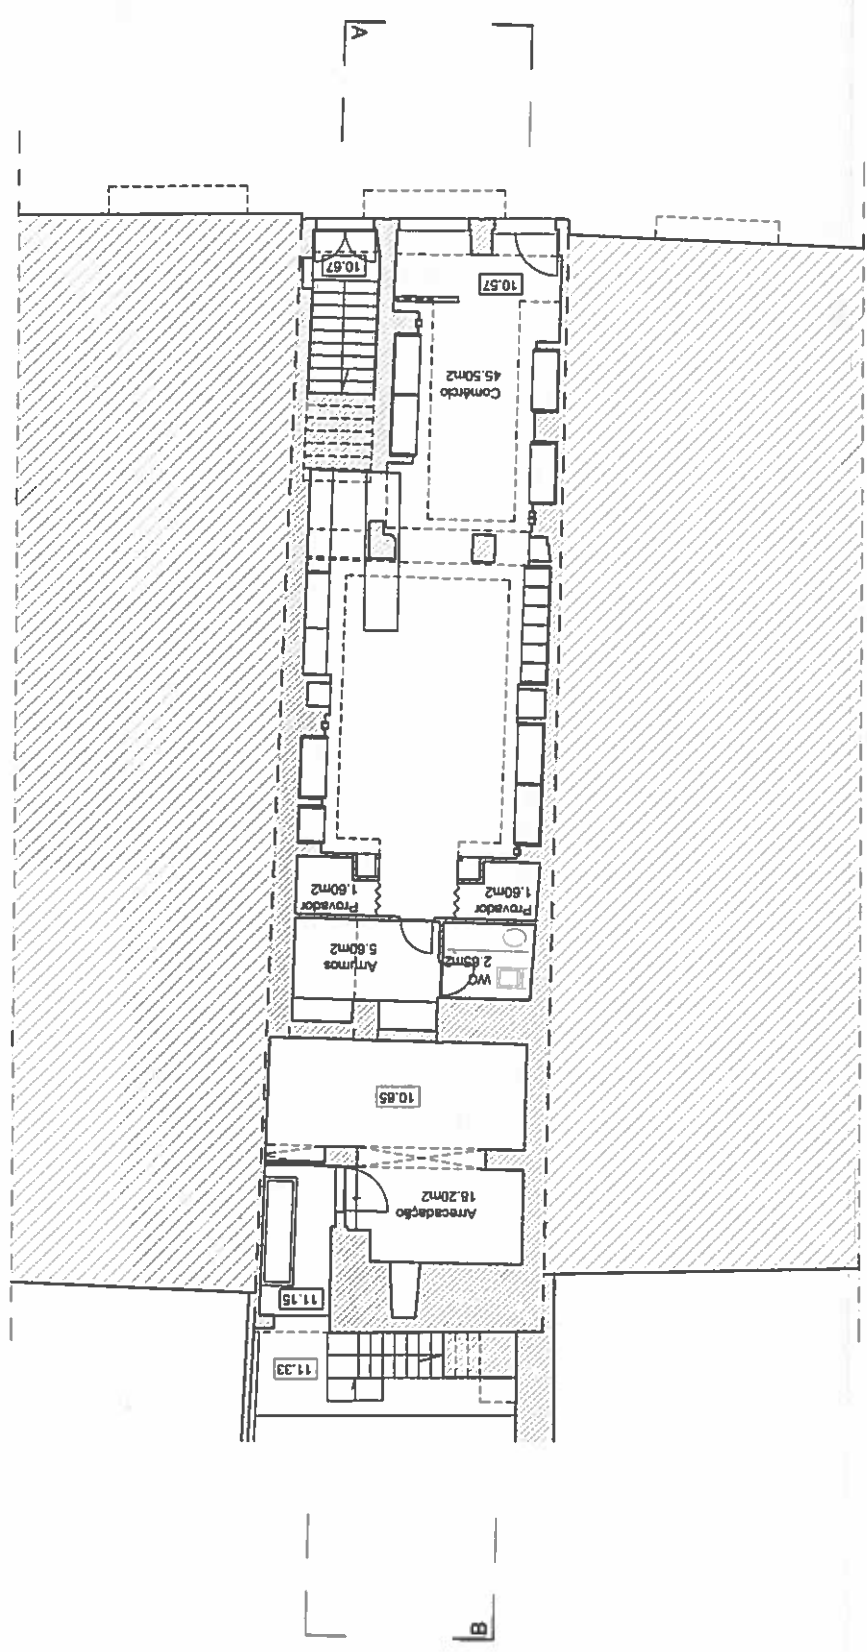 A
10.67
10.57
Comércio
45.50m2
Provador
1.60m2
Provador
1.60m2
Arrumos
5.60m2
WC
2.65m2
10.85
Arrecadação
18.20m2
11.15
11.33
B